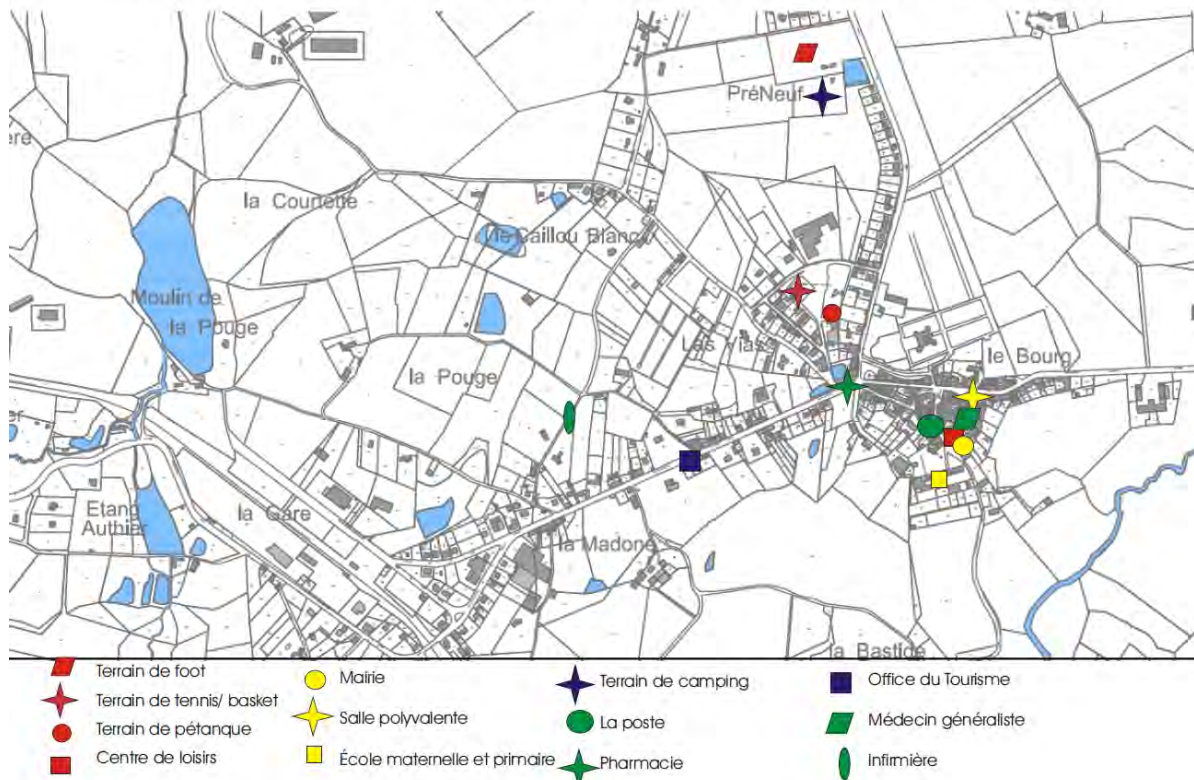 PréNeuf
la Counette
le Caillou Blanc
Moulin de
la Pouge
Las Vias
le Bourg
la Pouge
Etang
Authier
la Gare
la Madone
la Bastide
Terrain de foot
Terrain de tennis/ basket
Terrain de pétanque
Centre de loisirs
Mairie
Salle polyvalente
École maternelle et primaire
Terrain de camping
La poste
Pharmacie
Office du Tourisme
Médecin généraliste
Infirmière